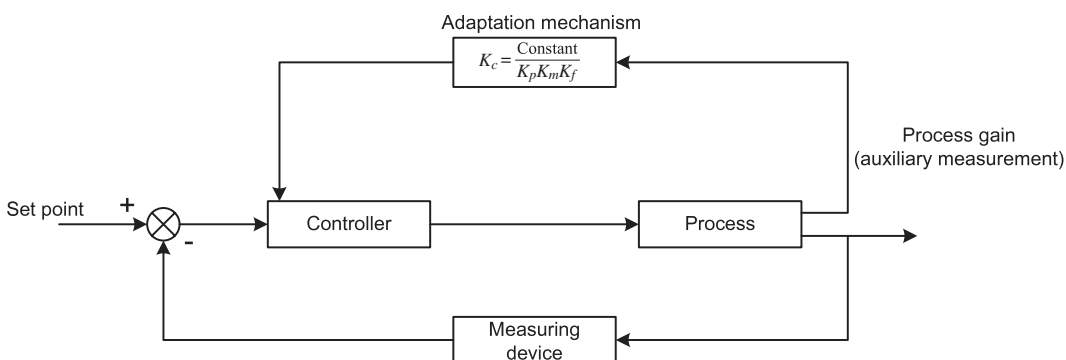 Adaptation mechanism
K_c = Constant / K_p K_m K_f
Process gain
(auxiliary measurement)
Set point
+
Controller
Process
-
Measuring
device